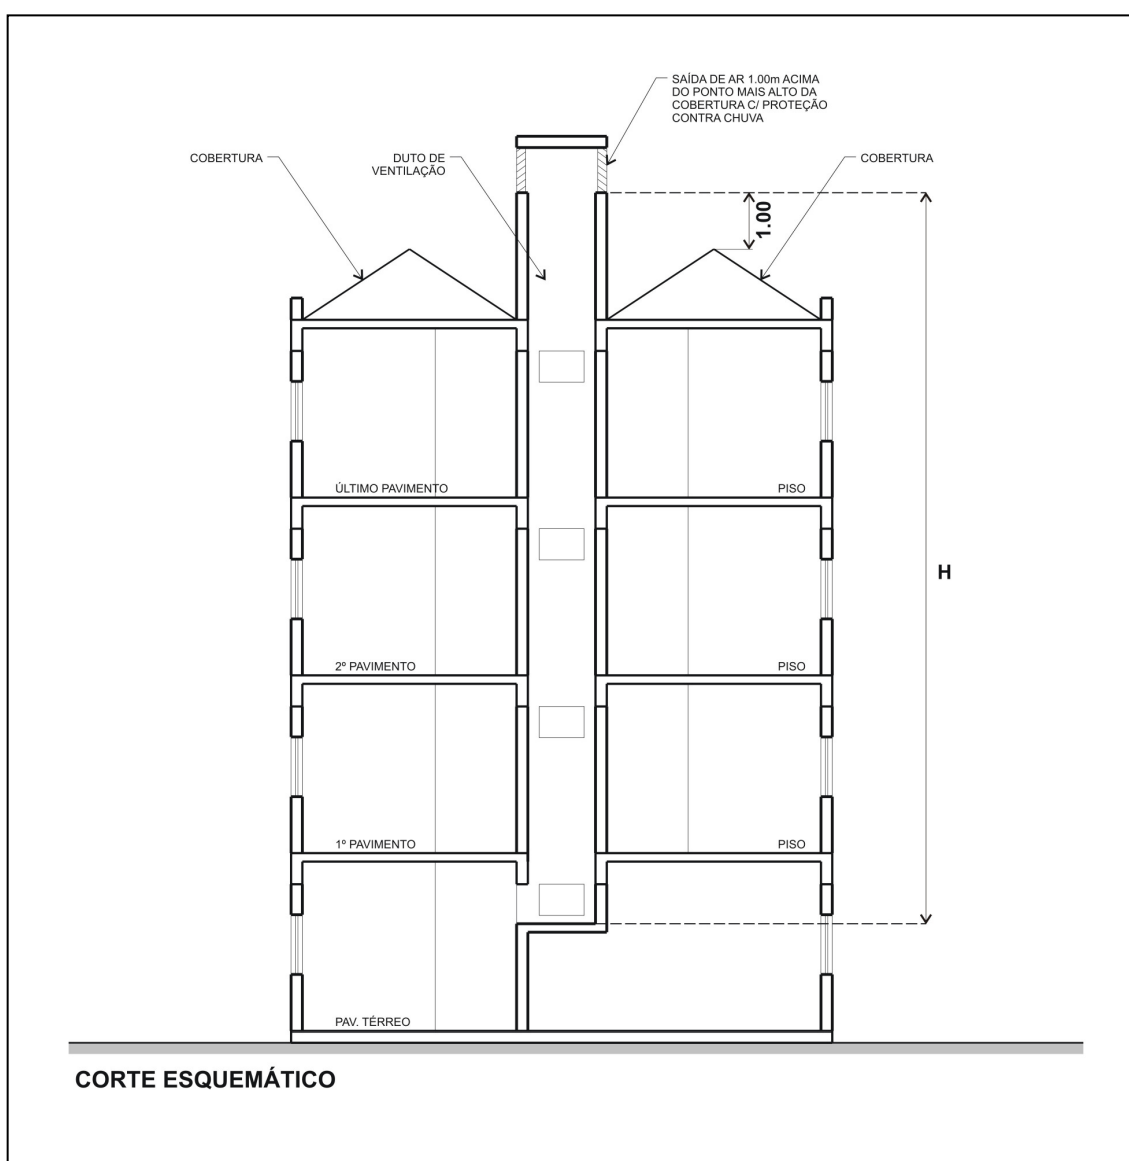 SAÍDA DE AR 1.00m ACIMA
DO PONTO MAIS ALTO DA
COBERTURA C/ PROTEÇÃO
CONTRA CHUVA
COBERTURA
DUTO DE
VENTILAÇÃO
COBERTURA
1.00
H
ÚLTIMO PAVIMENTO
PISO
2º PAVIMENTO
PISO
1º PAVIMENTO
PISO
PAV. TÉRREO
CORTE ESQUEMÁTICO